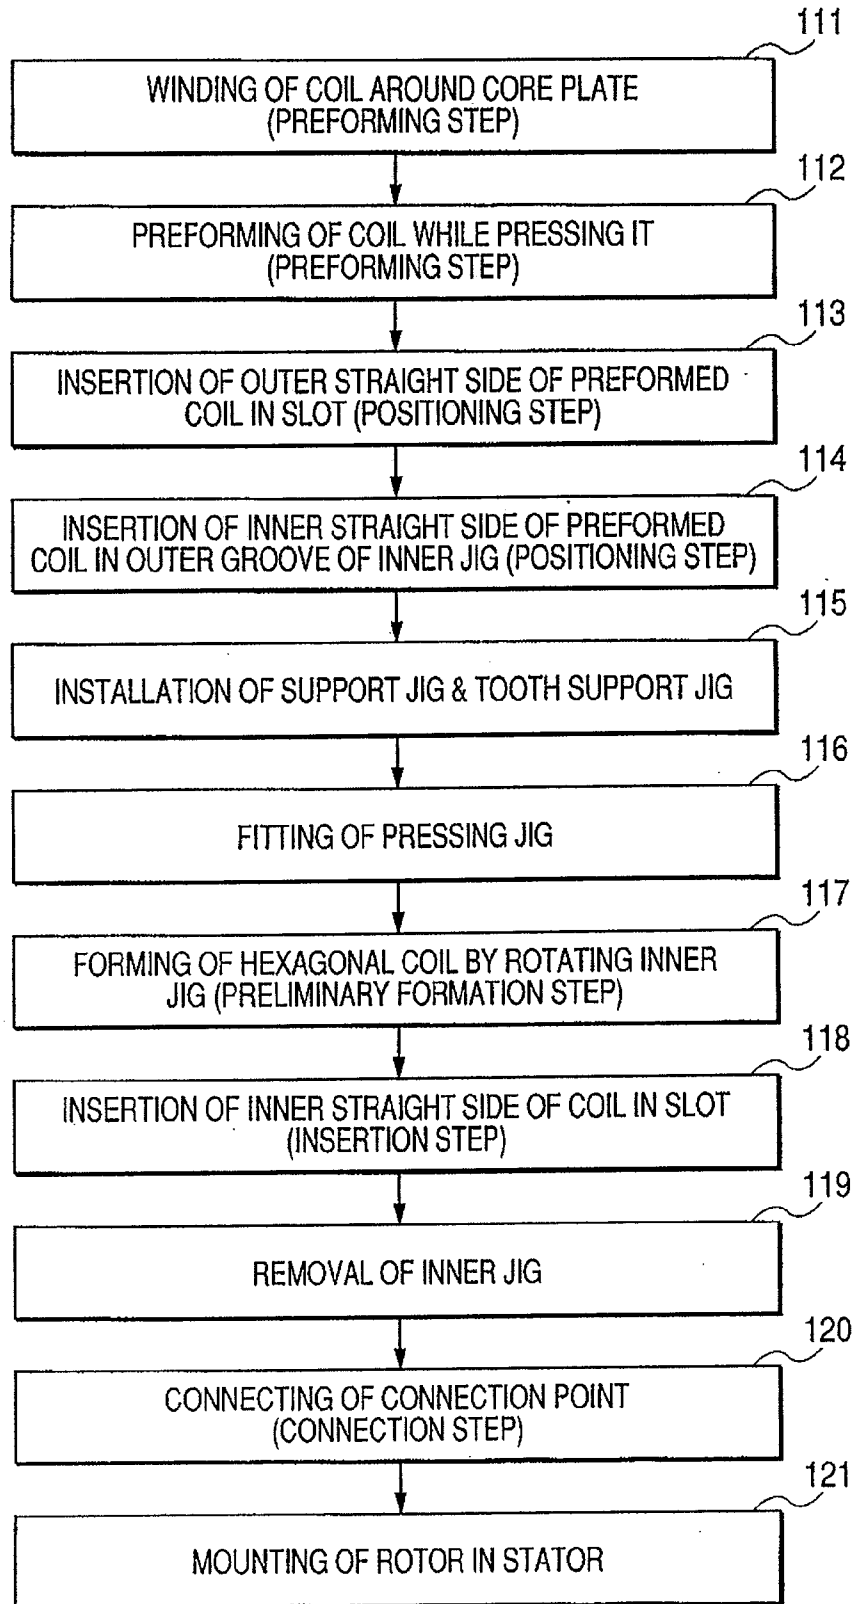 111
WINDING OF COIL AROUND CORE PLATE
(PREFORMING STEP)
112
PREFORMING OF COIL WHILE PRESSING IT
(PREFORMING STEP)
113
INSERTION OF OUTER STRAIGHT SIDE OF PREFORMED
COIL IN SLOT (POSITIONING STEP)
114
INSERTION OF INNER STRAIGHT SIDE OF PREFORMED
COIL IN OUTER GROOVE OF INNER JIG (POSITIONING STEP)
115
INSTALLATION OF SUPPORT JIG & TOOTH SUPPORT JIG
116
FITTING OF PRESSING JIG
117
FORMING OF HEXAGONAL COIL BY ROTATING INNER
JIG (PRELIMINARY FORMATION STEP)
118
INSERTION OF INNER STRAIGHT SIDE OF COIL IN SLOT
(INSERTION STEP)
119
REMOVAL OF INNER JIG
120
CONNECTING OF CONNECTION POINT
(CONNECTION STEP)
121
MOUNTING OF ROTOR IN STATOR